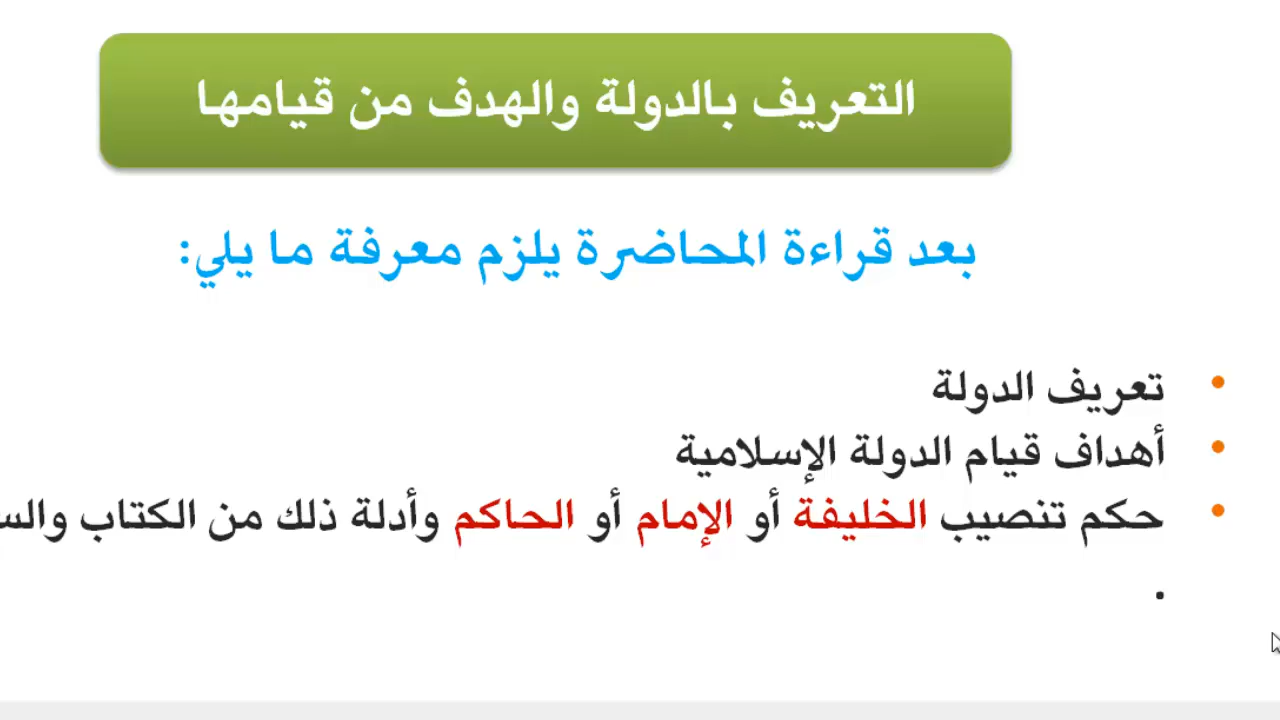 التعريف بالدولة والهدف من قيامها
بعد قراءة المحاضرة يلزم معرفة ما يلي:
• تعريف الدولة
• أهداف قيام الدولة الإسلامية
• حكم تنصيب الخليفة أو الإمام أو الحاكم وأدلة ذلك من الكتاب
.